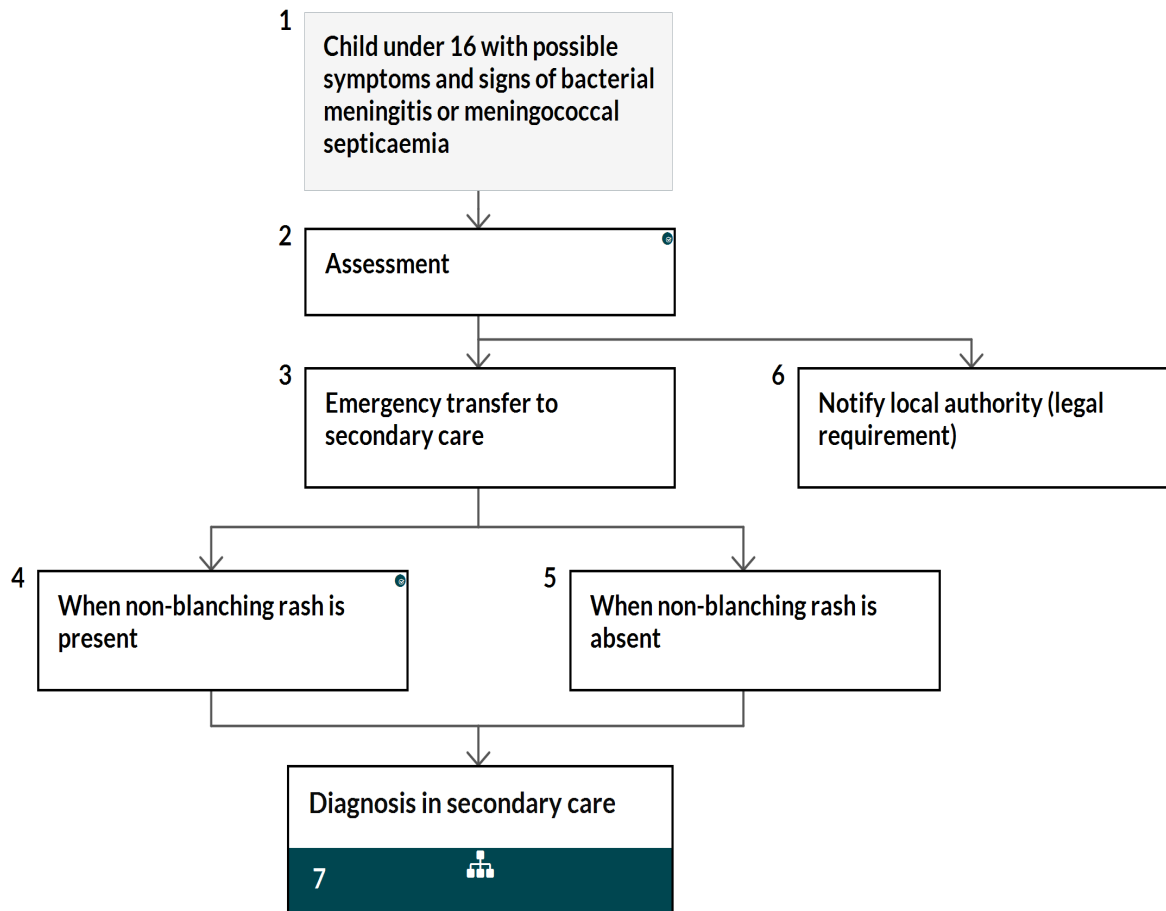 1
Child under 16 with possible
symptoms and signs of bacterial
meningitis or meningococcal
septicaemia
2
Assessment
3
Emergency transfer to
secondary care
6
Notify local authority (legal
requirement)
4
When non-blanching rash is
present
5
When non-blanching rash is
absent
Diagnosis in secondary care
7